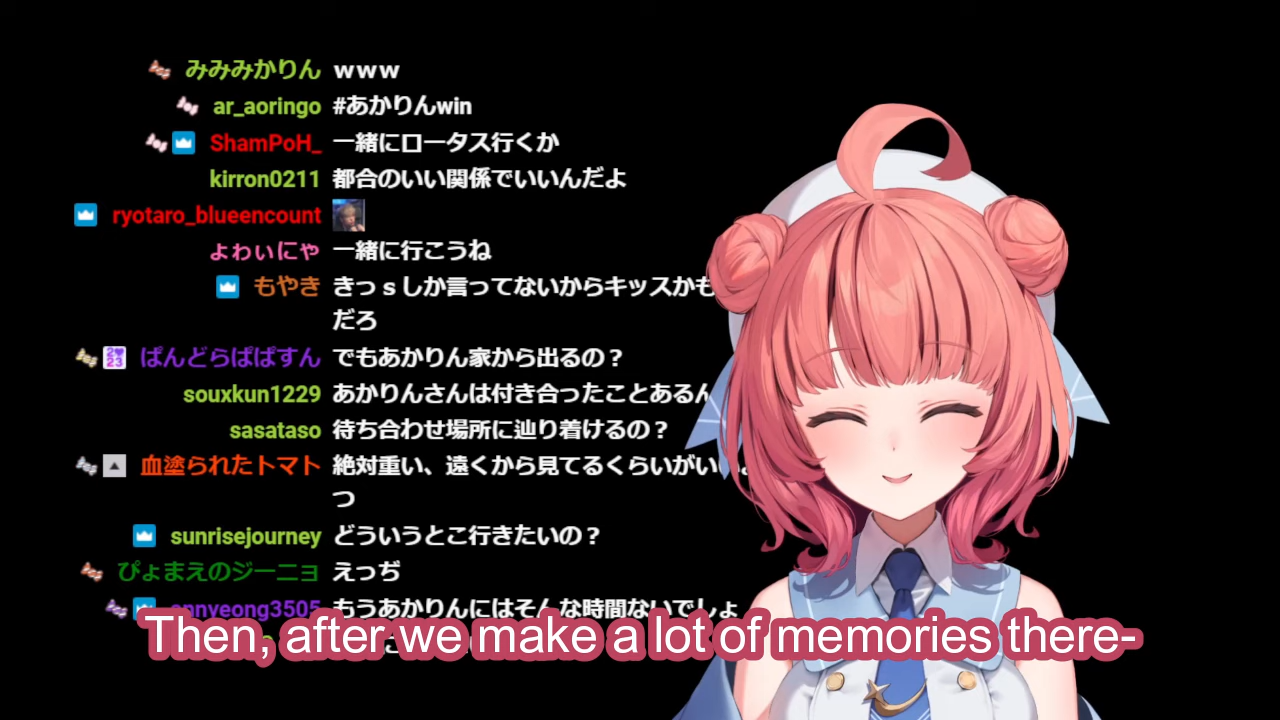 みみみかりん www
ar_aoringo #あかりんwin
ShamPoH_ 一緒にロータス行くか
kirron0211 都合のいい関係でいいんだよ
ryotaro_blueencount
よわぃにゃ 一緒に行こうね
もやき きっｓしか言ってないからキッスかも
だろ
ぱんどらぱぱすん でもあかりん家から出るの？
souxkun1229 あかりんさんは付き合ったことあるん
sasataso 待ち合わせ場所に辿り着けるの？
血塗られたトマト 絶対重い、遠くから見てるくらいがい
つ
sunrisejourney どういうとこ行きたいの？
ぴょまえのジーニョ えっぢ
annyeong3505 もうあかりんにはそんな時間ないでしょ
Then, after we make a lot of memories there-